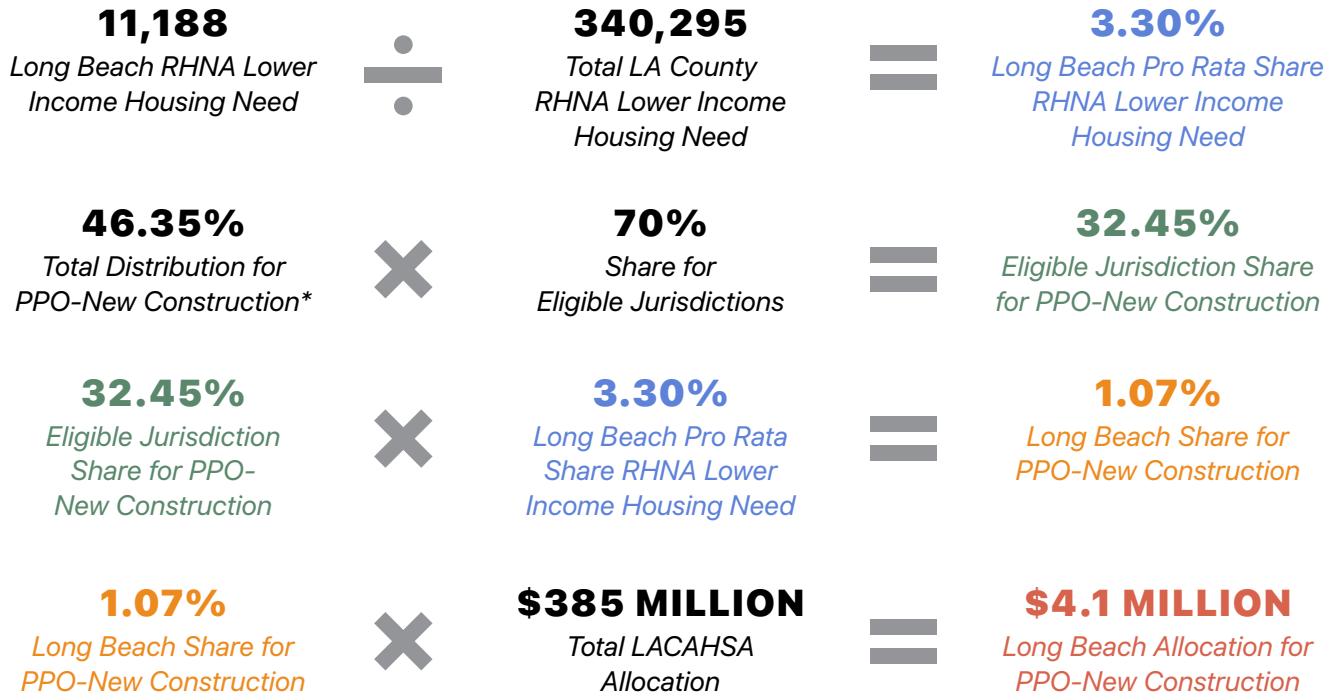 11,188
Long Beach RHNA Lower
Income Housing Need
÷
340,295
Total LA County
RHNA Lower Income
Housing Need
=
3.30%
Long Beach Pro Rata Share
RHNA Lower Income
Housing Need
46.35%
Total Distribution for
PPO-New Construction*
×
70%
Share for
Eligible Jurisdictions
=
32.45%
Eligible Jurisdiction Share
for PPO-New Construction
32.45%
Eligible Jurisdiction
Share for PPO-
New Construction
×
3.30%
Long Beach Pro Rata
Share RHNA Lower
Income Housing Need
=
1.07%
Long Beach Share for
PPO-New Construction
1.07%
Long Beach Share for
PPO-New Construction
×
$385 MILLION
Total LACAHSA
Allocation
=
$4.1 MILLION
Long Beach Allocation for
PPO-New Construction